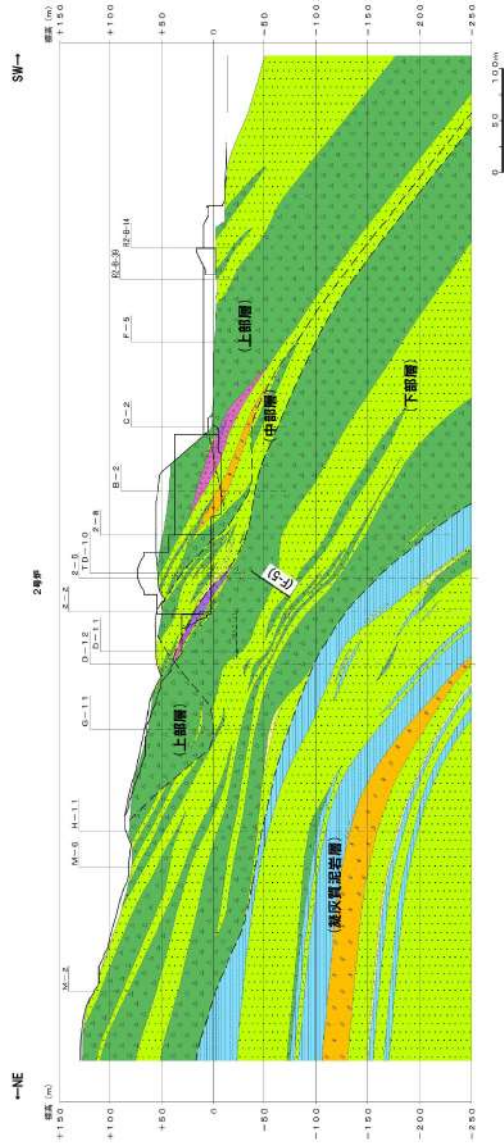 ←NE
2号炉
SW→
標高 (m)
標高 (m)
M-2
M-6
H-11
G-11
D-12
D-11
2-2
2-5
TD-10
2-8
B-2
C-2
F-5
R2-B-39
R2-B-14
+150
+150
+100
+100
+50
+50
0
0
-50
-50
-100
-100
-150
-150
-200
-200
-250
-250
(上部層)
(上部層)
(中部層)
(F-5)
(下部層)
(凝灰質泥岩層)
0 50 100m